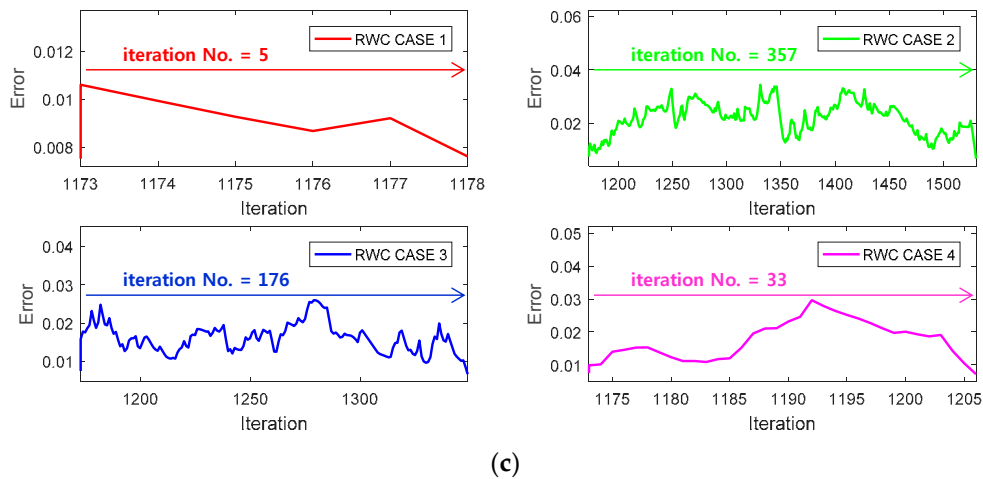 RWC CASE 1
iteration No. = 5
0.012
0.01
0.008
Error
1173 1174 1175 1176 1177 1178
Iteration
RWC CASE 2
iteration No. = 357
0.06
0.04
0.02
Error
1200 1250 1300 1350 1400 1450 1500
Iteration
RWC CASE 3
iteration No. = 176
0.04
0.03
0.02
0.01
Error
1200 1250 1300
Iteration
RWC CASE 4
iteration No. = 33
0.05
0.04
0.03
0.02
0.01
Error
1175 1180 1185 1190 1195 1200 1205
Iteration
(c)